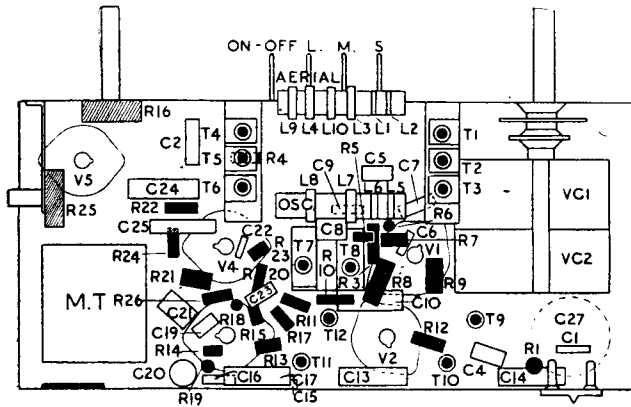 ON-OFF L. M. S
AERIAL
L9 L4 L10 L3 L1 L2
R16
C2
T4
T5
R4
T6
V5
C24
R25
R22
C25
R24
R5
C9
C5
C7
L8 L7 L6 L5
OSC
C8
T1
T2
T3
R6
VC1
VC2
C22
R23
V4
R20
T7
R10
T8
R3
C6
V1
R7
R8
R9
C10
R21
M.T
R26
C21
R18
C23
R11
C19
R15
R17
T12
R12
T9
C27
R14
R13
T11
V2
T10
C4
R1
C1
C20
C16
C17
C15
C13
C14
R19